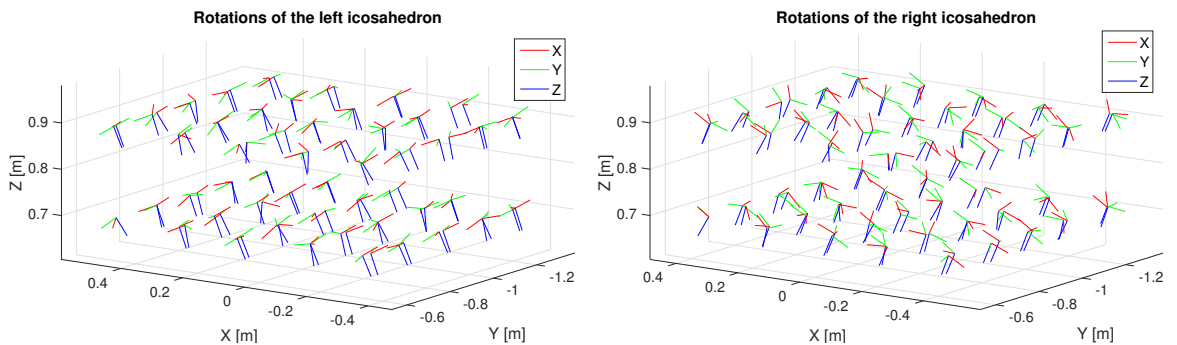 Rotations of the left icosahedron
X
Y
Z
0.9
0.8
0.7
Z [m]
0.4
0.2
0
-0.2
-0.4
X [m]
-0.6
-0.8
-1
-1.2
Y [m]
Rotations of the right icosahedron
X
Y
Z
0.9
0.8
0.7
Z [m]
0.4
0.2
0
-0.2
-0.4
X [m]
-0.6
-0.8
-1
-1.2
Y [m]